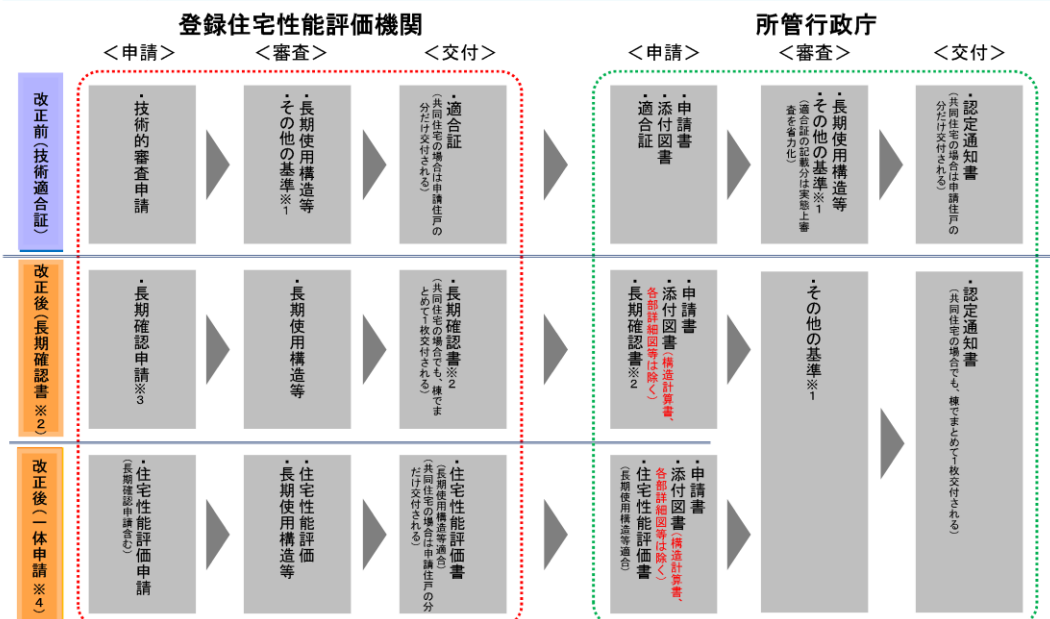 登録住宅性能評価機関
所管行政庁
＜申請＞
＜審査＞
＜交付＞
＜申請＞
＜審査＞
＜交付＞
改正前（技術適合証）
・技術的審査申請
・長期使用構造等
・その他の基準※1
・適合証
（共同住宅の場合は申請住戸の
分だけ交付される）
・申請書
・添付図書
・適合証
・長期使用構造等
・その他の基準※1
（適合証の記載分は実態上審
査を省力化）
・認定通知書
（共同住宅の場合は申請住戸の
分だけ交付される）
改正後（長期確認書※2）
・長期確認申請※3
・長期使用構造等
・長期確認書※2
（共同住宅の場合でも、棟でま
とめて1枚交付される）
・申請書
・添付図書（構造計算書、
各部詳細図等は除く）
・長期確認書※2
・その他の基準※1
・認定通知書
（共同住宅の場合でも、棟でまとめて1枚交付される）
改正後（一体申請※4）
・住宅性能評価申請
（長期確認申請含む）
・住宅性能評価
・長期使用構造等
・住宅性能評価書
（長期使用構造等適合）
（共同住宅の場合は申請住戸の分
だけ交付される）
・申請書
・添付図書（構造計算書、
各部詳細図等は除く）
・住宅性能評価書
（長期使用構造等適合）